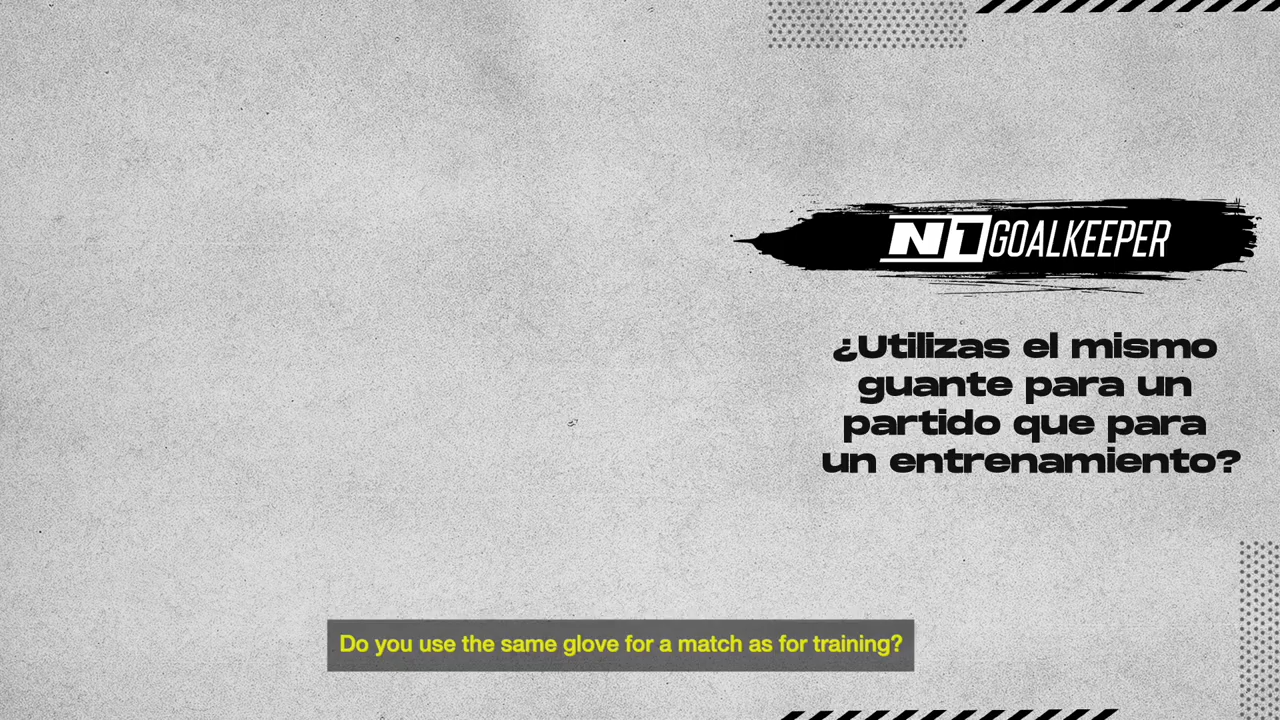 N1 GOALKEEPER
¿Utilizas el mismo
guante para un
partido que para
un entrenamiento?
Do you use the same glove for a match as for training?